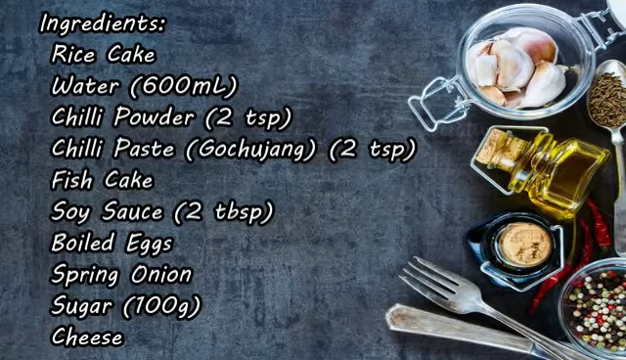 Ingredients:
Rice Cake
Water (600mL)
Chilli Powder (2 tsp)
Chilli Paste (Gochujang) (2 tsp)
Fish Cake
Soy Sauce (2 tbsp)
Boiled Eggs
Spring Onion
Sugar (100g)
Cheese